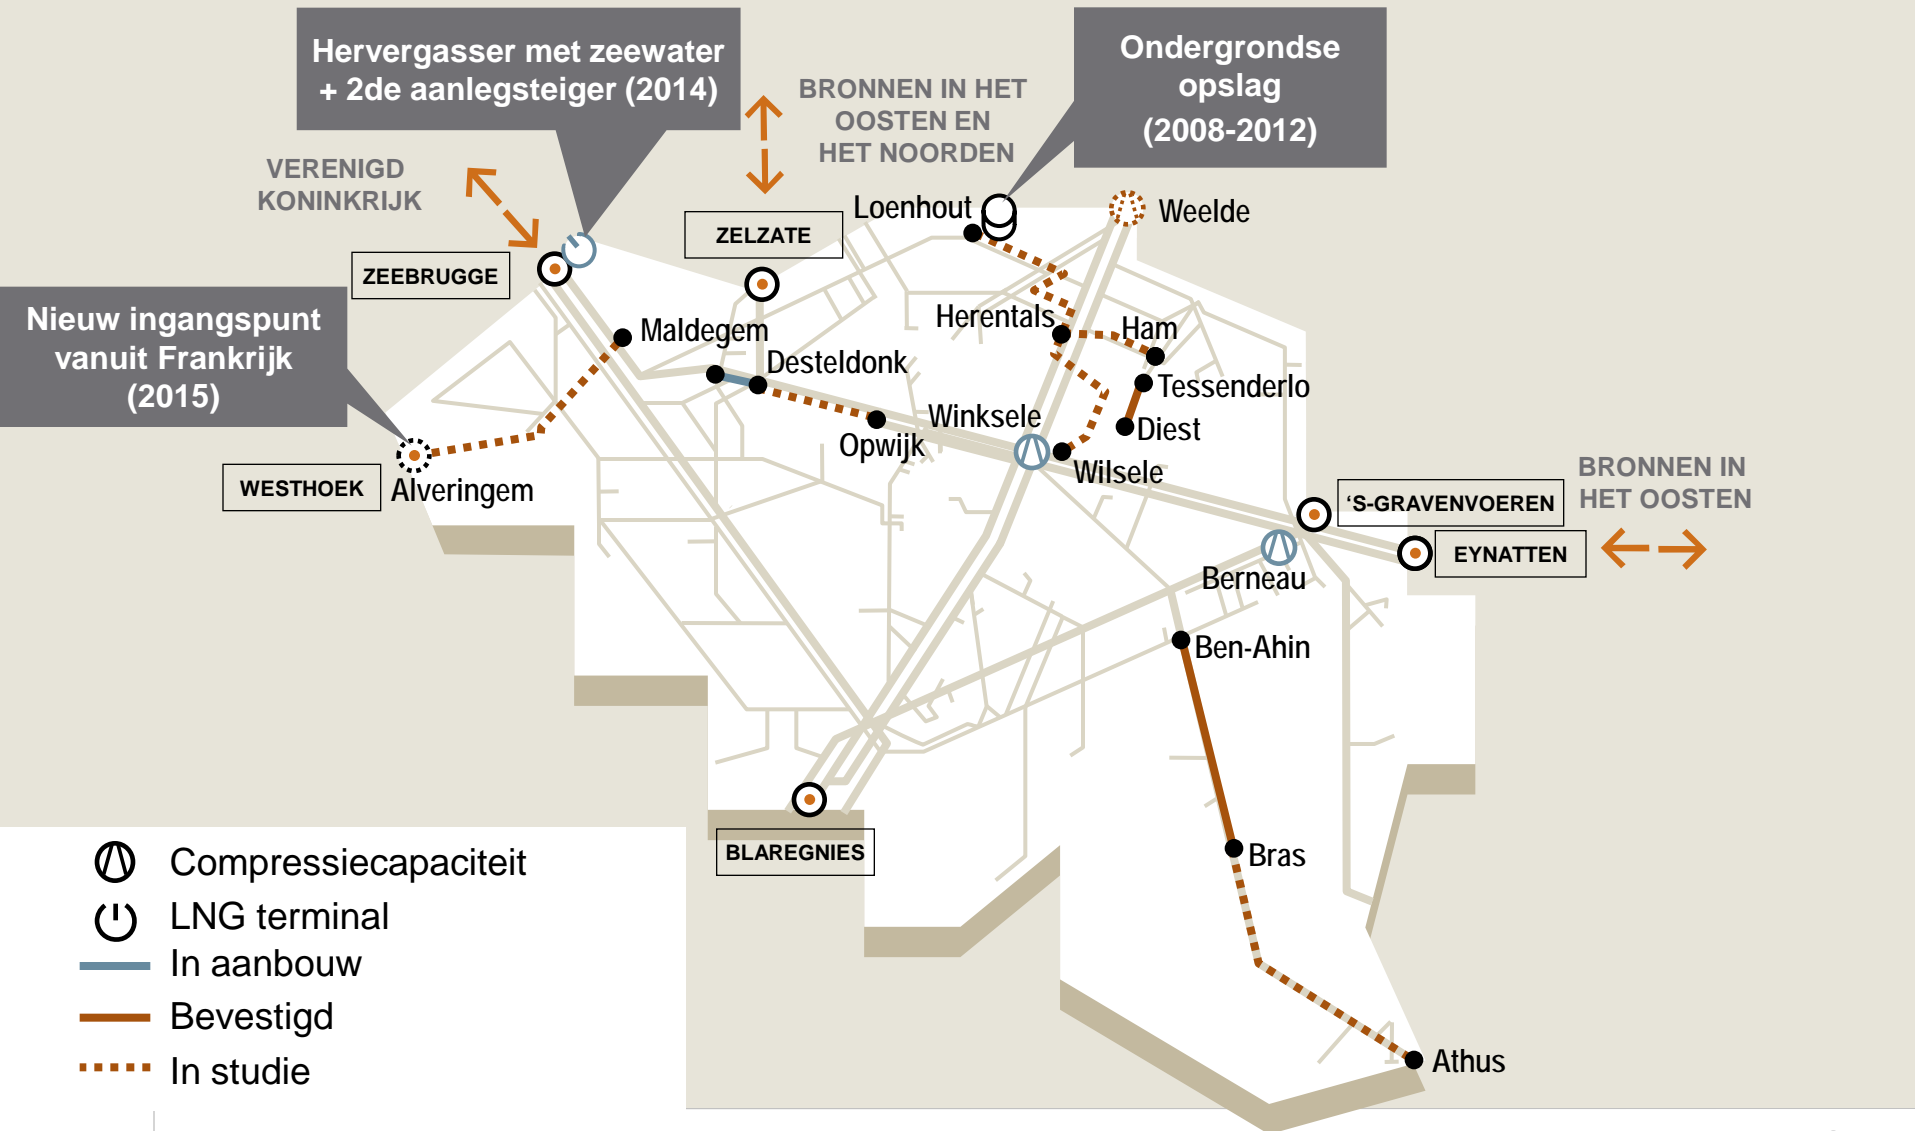 Hervergasser met zeewater
+ 2de aanlegsteiger (2014)
Ondergrondse
opslag
(2008-2012)
BRONNEN IN HET
OOSTEN EN
HET NOORDEN
VERENIGD
KONINKRIJK
Loenhout
Weelde
ZELZATE
ZEEBRUGGE
Nieuw ingangspunt
vanuit Frankrijk
(2015)
Maldegem
Herentals
Ham
Desteldonk
Tessenderlo
Winksele
Diest
Opwijk
Wilsele
WESTHOEK
Alveringem
BRONNEN IN
HET OOSTEN
‘S-GRAVENVOEREN
EYNATTEN
Berneau
Ben-Ahin
BLAREGNIES
Bras
Athus
Compressiecapaciteit
LNG terminal
In aanbouw
Bevestigd
In studie